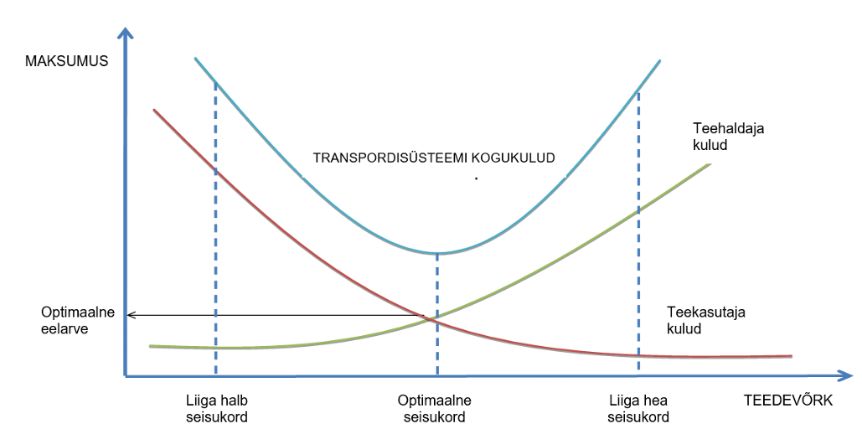 MAKSUMUS
Teehaldaja
kulud
TRANSPORDISÜSTEEMI KOGUKULUD
Optimaalne
eelarve
Teekasutaja
kulud
Liiga halb
seisukord
Optimaalne
seisukord
Liiga hea
seisukord
TEEDEVÕRK